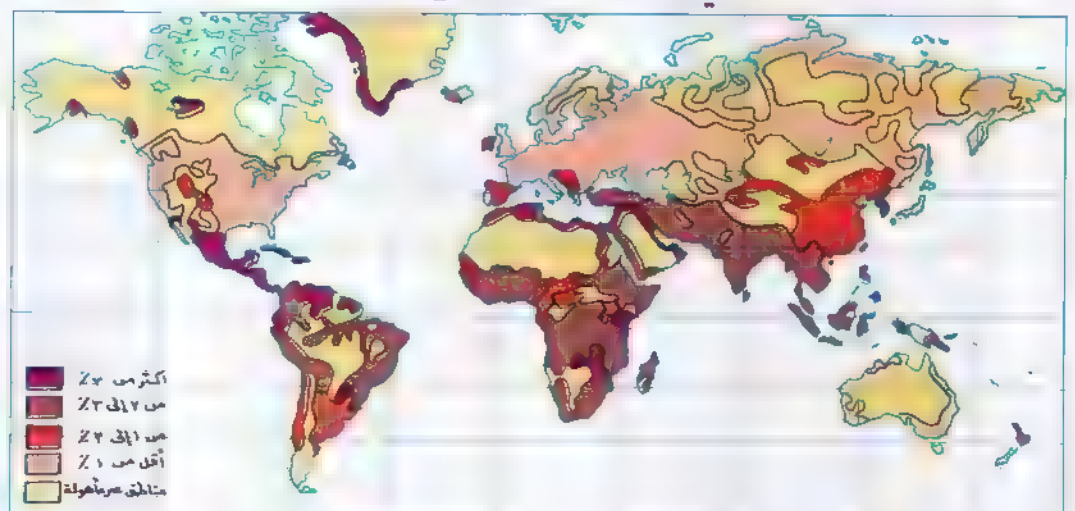 أكثر من ٣ ٪
من ٢ إلى ٣ ٪
من ١ إلى ٢ ٪
أقل من ١ ٪
مناطق غير مأهولة